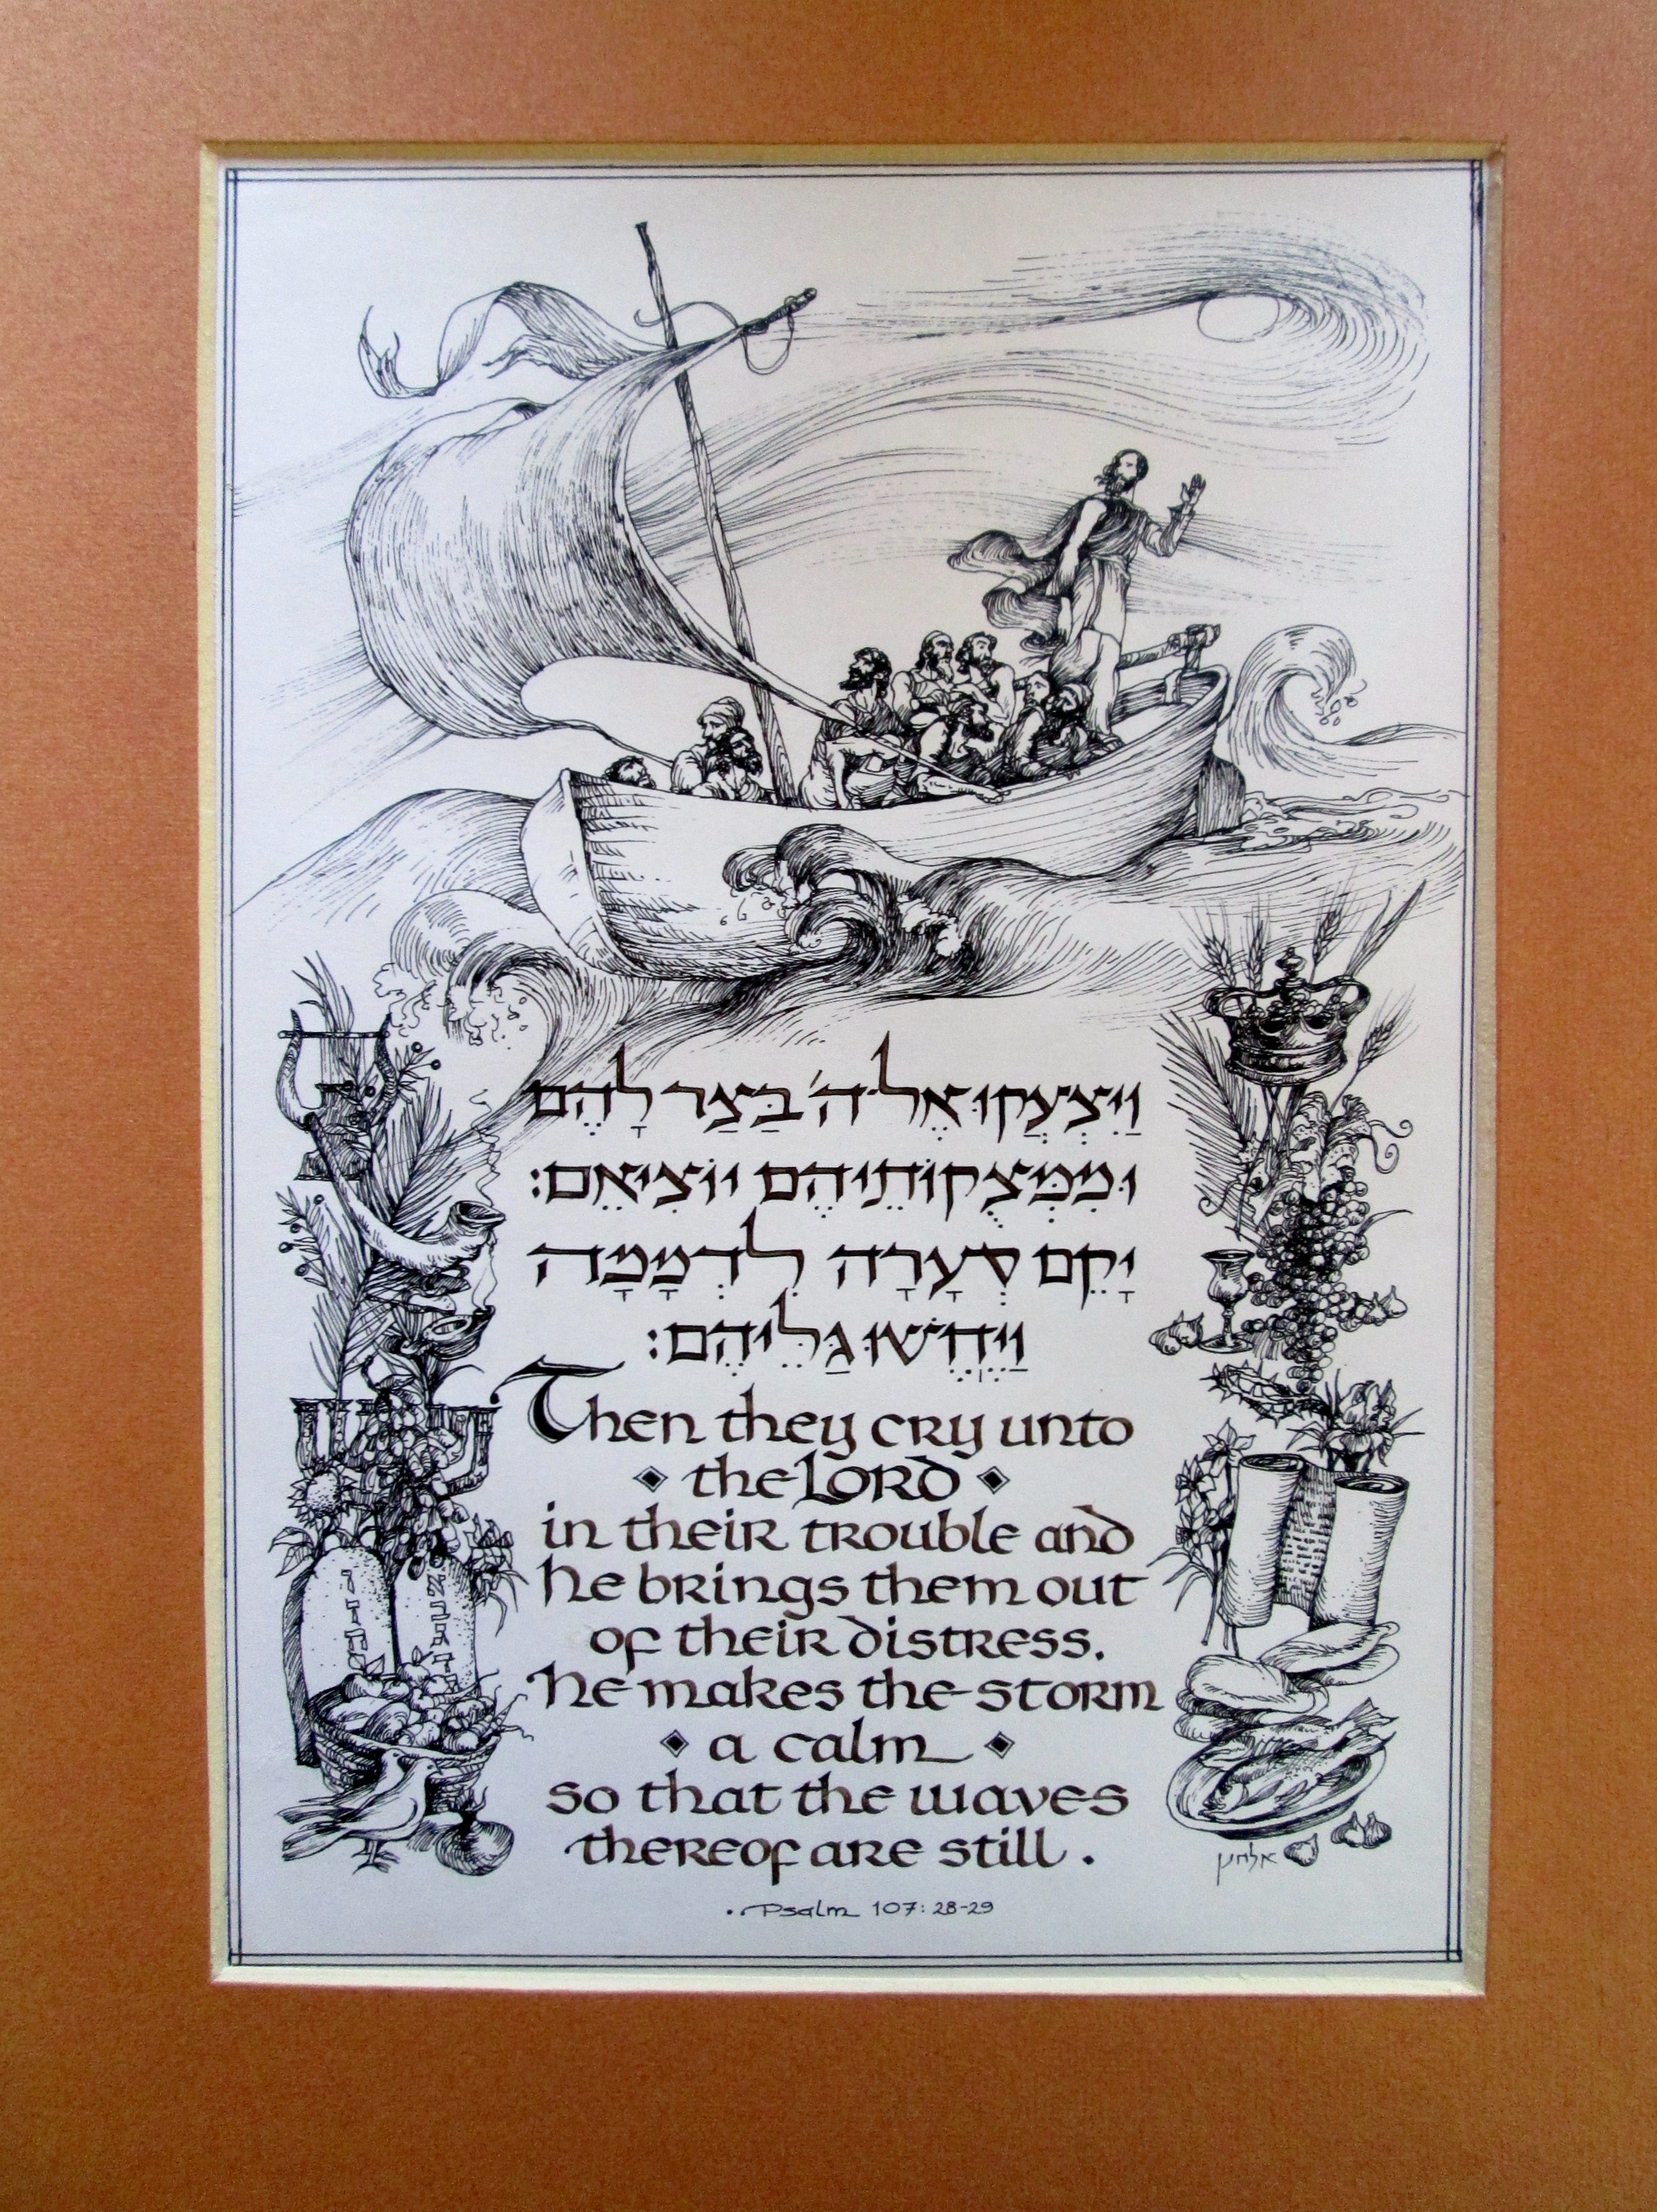 וַיִּצְעֲקוּ אֶל־ה' בַּצַּר לָהֶם
וּמִמְּצֻקוֹתֵיהֶם יוֹצִיאֵם:
יָקֵם סְעָרָה לִדְמָמָה
וַיֶּחֱשׁוּ גַּלֵּיהֶם:
Then they cry unto
the LORD
in their trouble and
he brings them out
of their distress.
He makes the storm
a calm
so that the waves
thereof are still.
Psalm 107:28-29
אלחנן